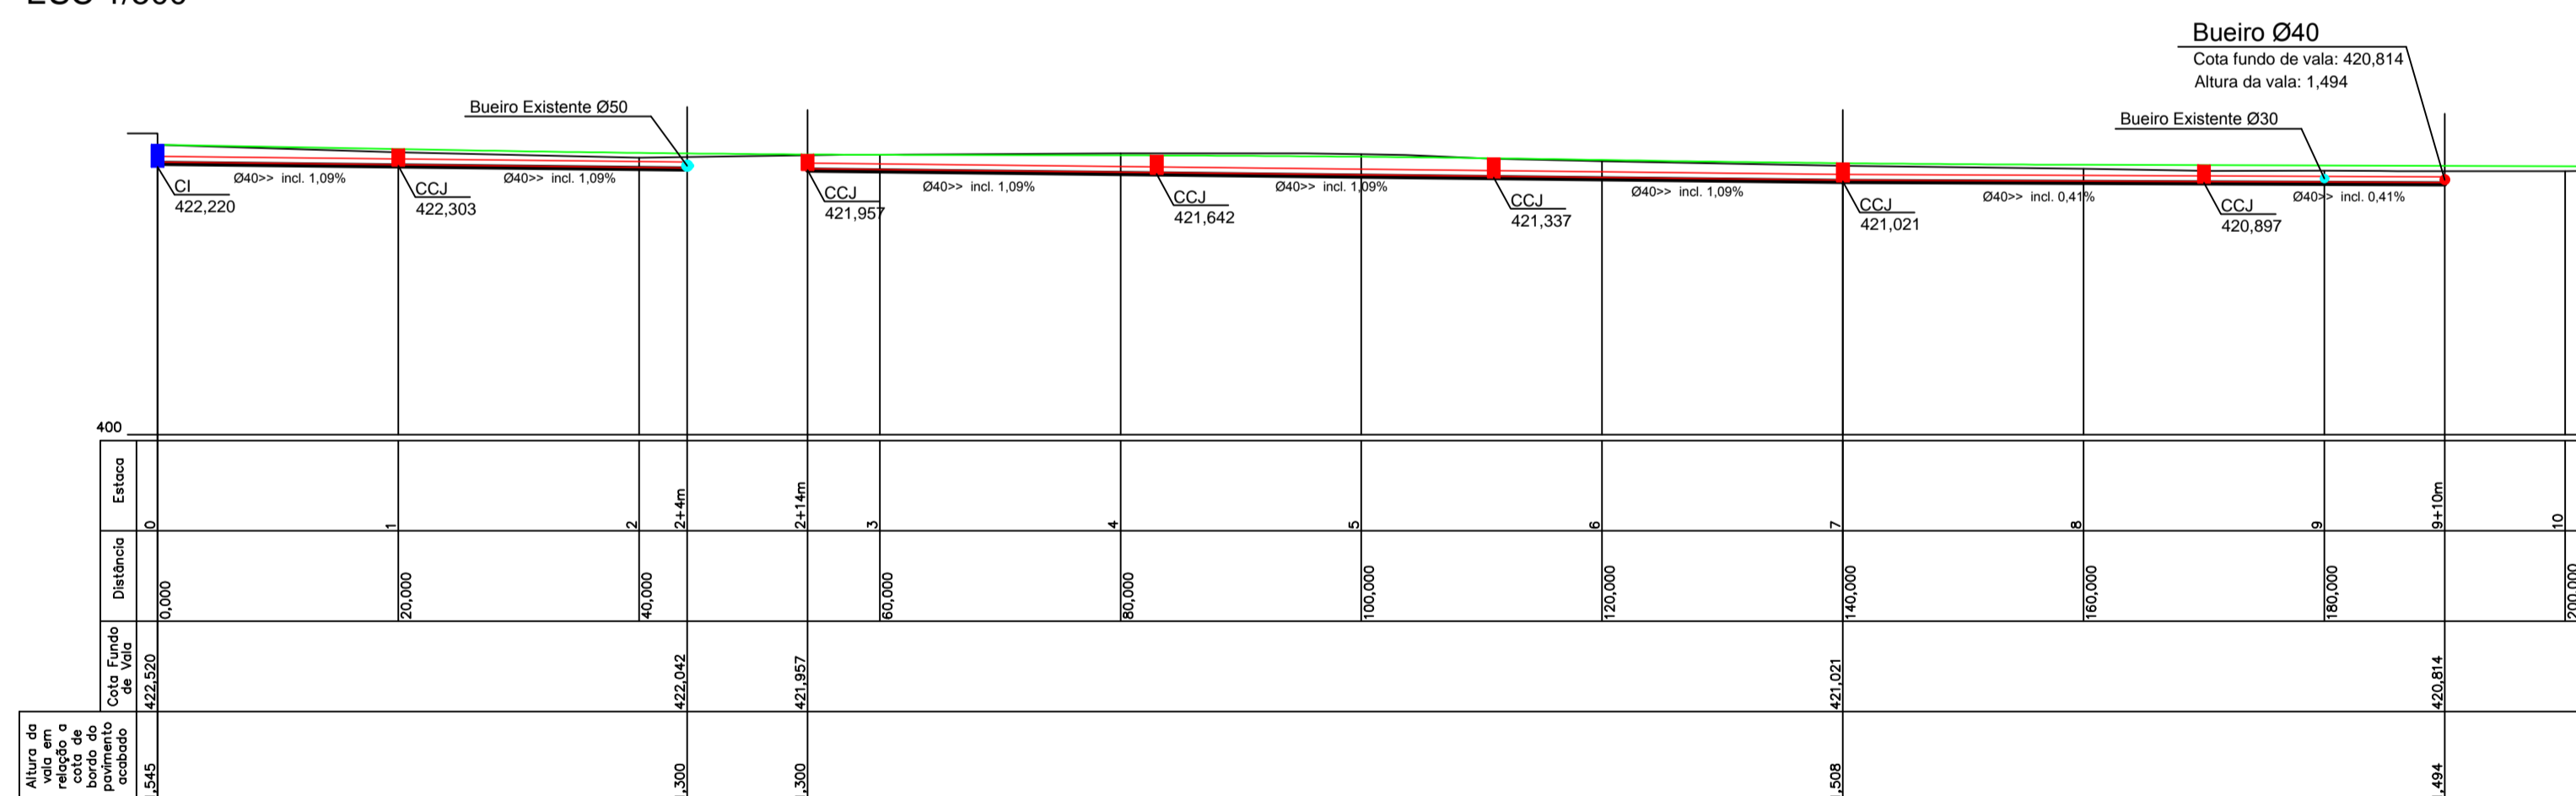 Bueiro Ø40
Cota fundo de vala: 420,814
Altura da vala: 1,494
Bueiro Existente Ø50
Bueiro Existente Ø30
CI
422,220
Ø40>> incl. 1,09%
CCJ
422,303
Ø40>> incl. 1,09%
CCJ
421,957
Ø40>> incl. 1,09%
CCJ
421,642
Ø40>> incl. 1,09%
CCJ
421,337
Ø40>> incl. 1,09%
CCJ
421,021
Ø40>> incl. 0,41%
CCJ
420,897
Ø40>> incl. 0,41%
400
Estaca
0
1
2
2+4m
2+14m
3
4
5
6
7
8
9
9+10m
10
Distância
0,000
20,000
40,000
60,000
80,000
100,000
120,000
140,000
160,000
180,000
200,000
Cota Fundo
de Vala
422,520
422,042
421,957
421,021
420,814
Altura da
vala em
relação a
cota de
bordo do
pavimento
acabado
,545
,300
,300
,508
,494